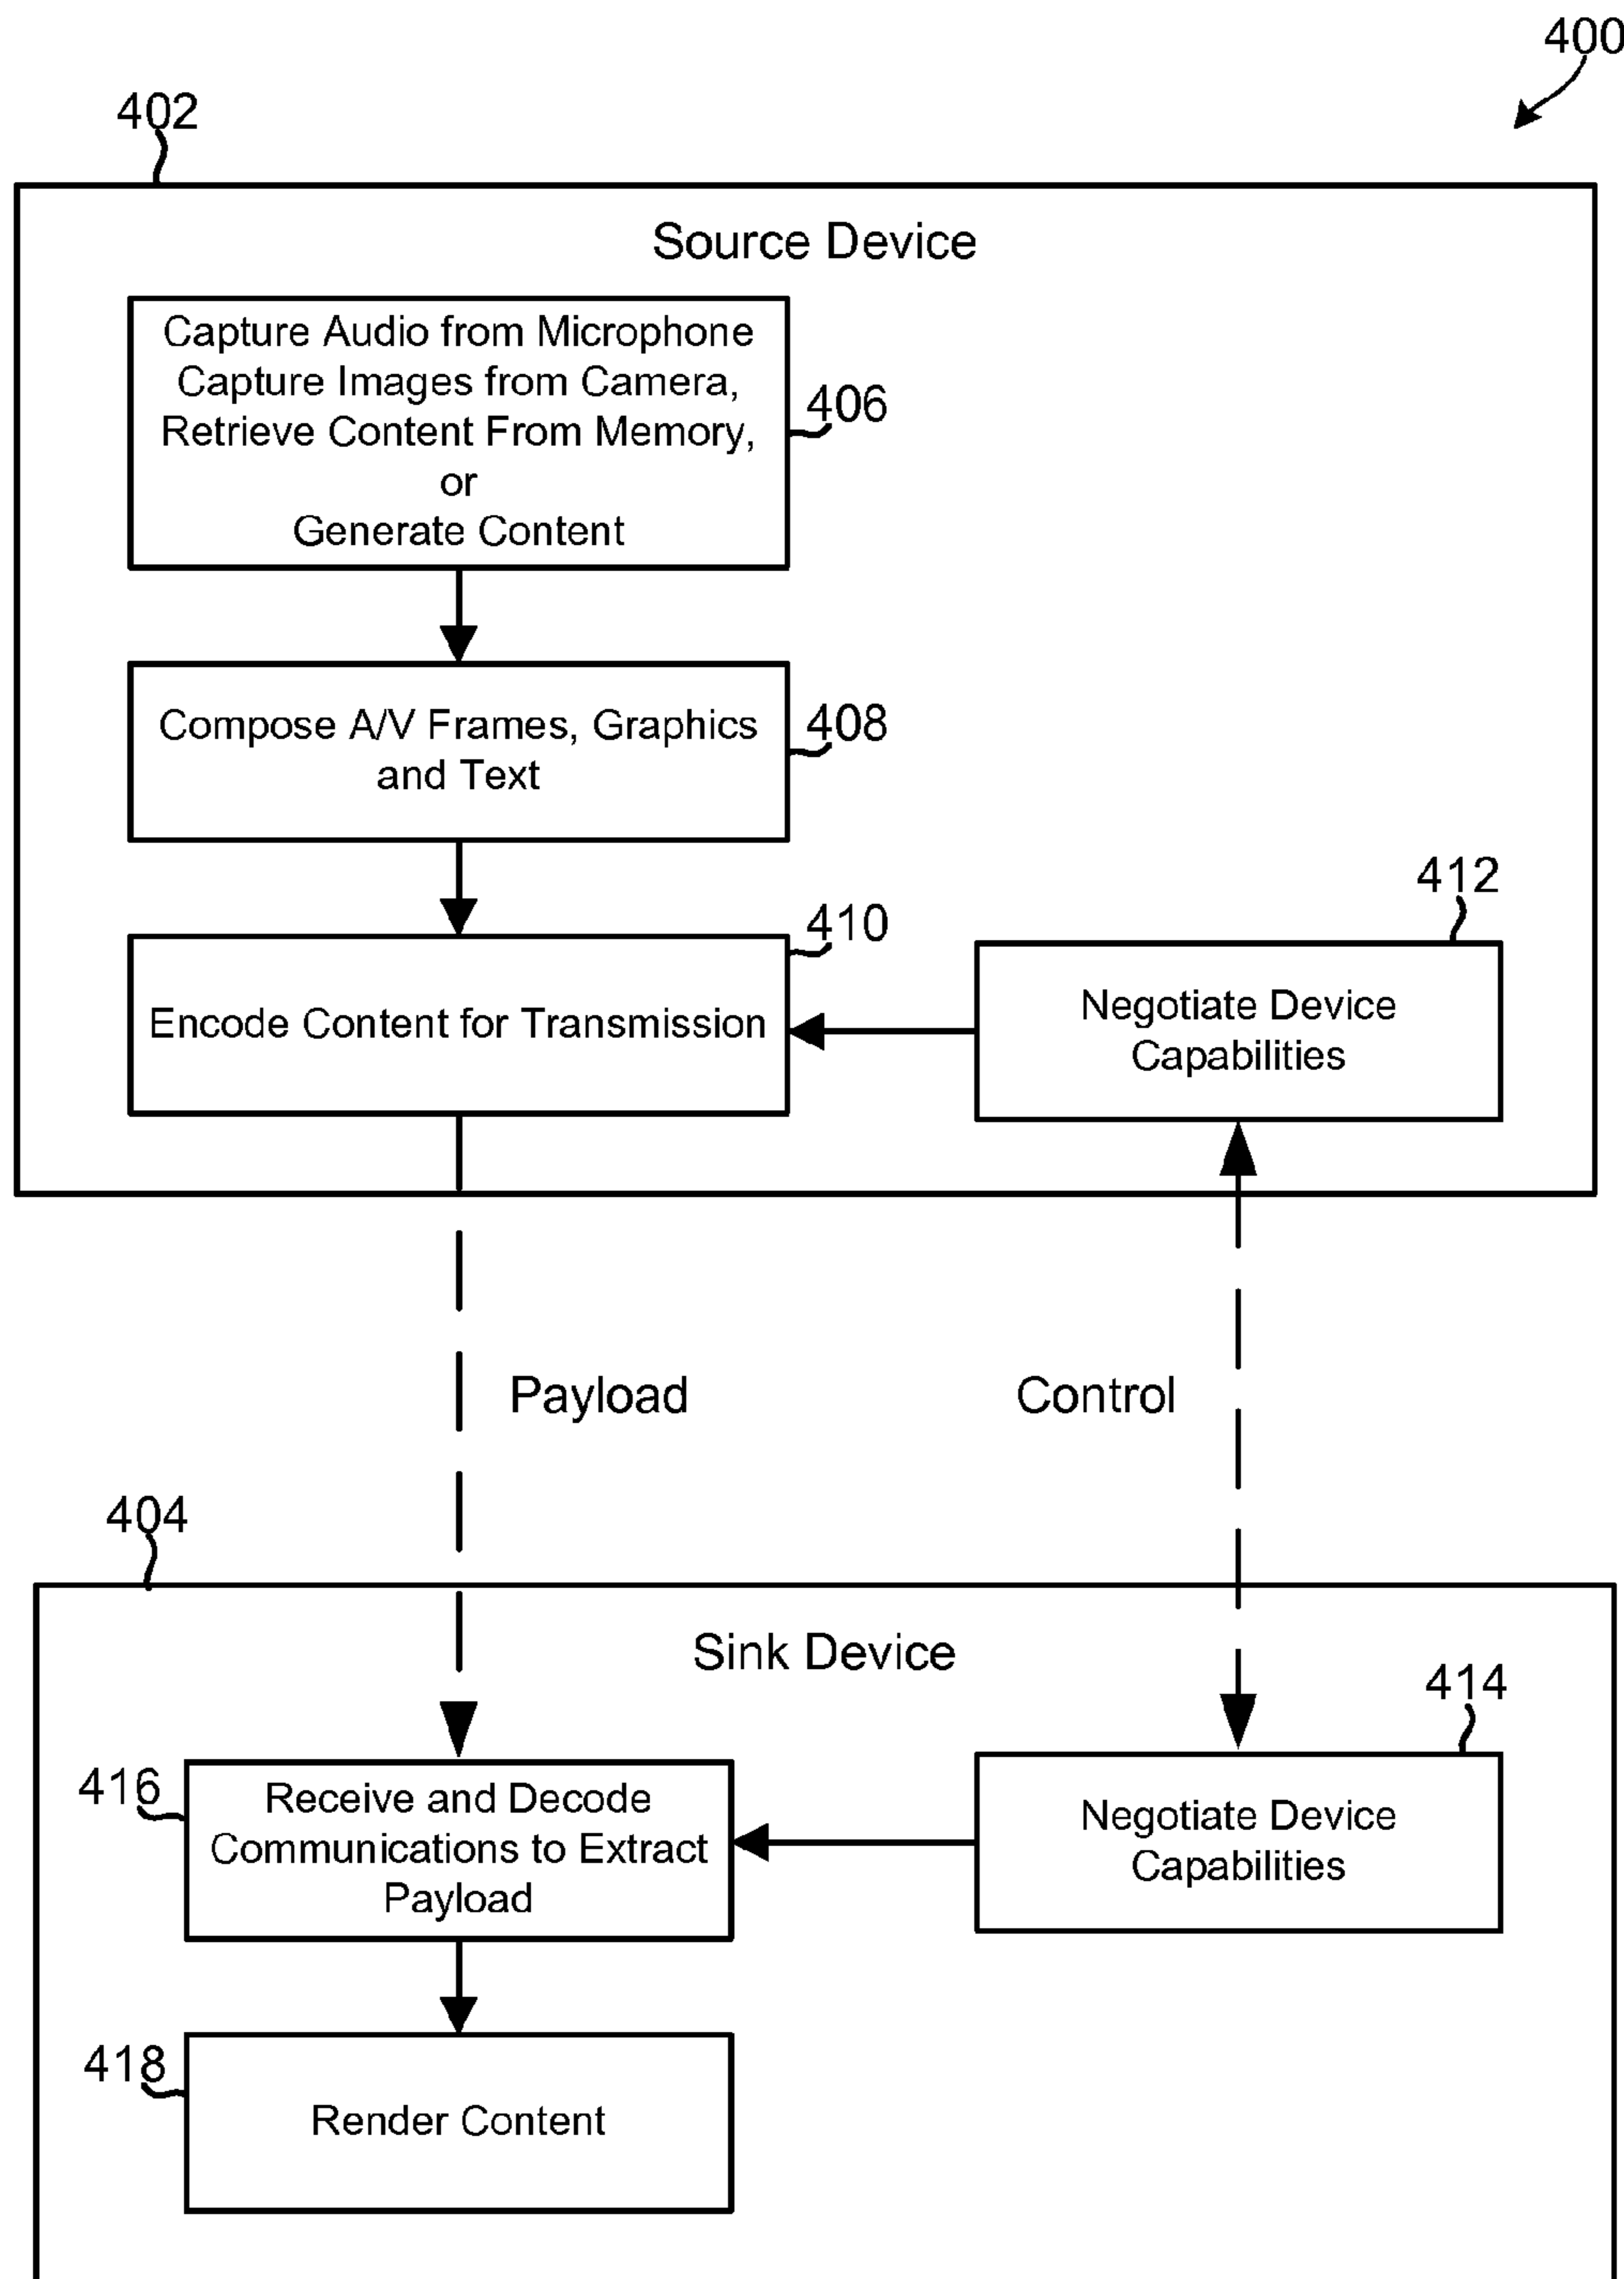 400
402
Source Device
Capture Audio from Microphone
Capture Images from Camera,
Retrieve Content From Memory,
or
Generate Content
406
Compose A/V Frames, Graphics
and Text
408
410
412
Encode Content for Transmission
Negotiate Device
Capabilities
Payload
Control
404
Sink Device
414
416
Receive and Decode
Communications to Extract
Payload
Negotiate Device
Capabilities
418
Render Content